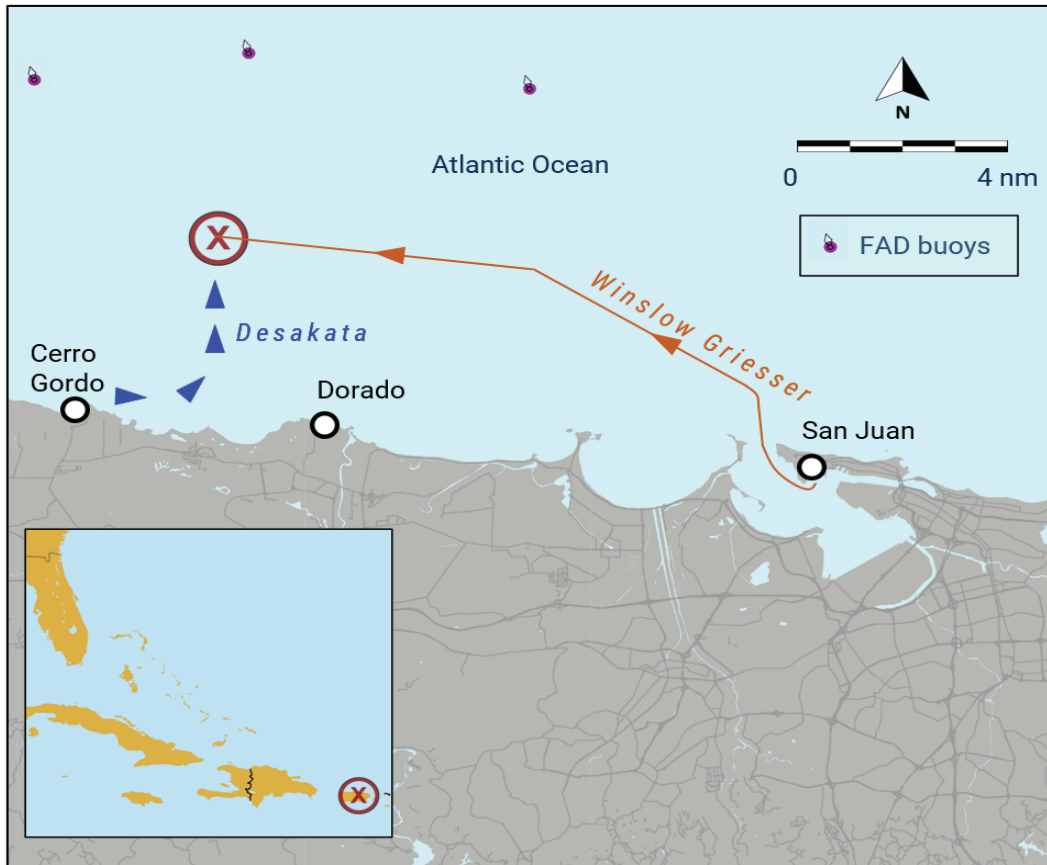 Atlantic Ocean
N
0 4 nm
FAD buoys
X
Winslow Griesser
Desakata
Cerro
Gordo
Dorado
San Juan
X